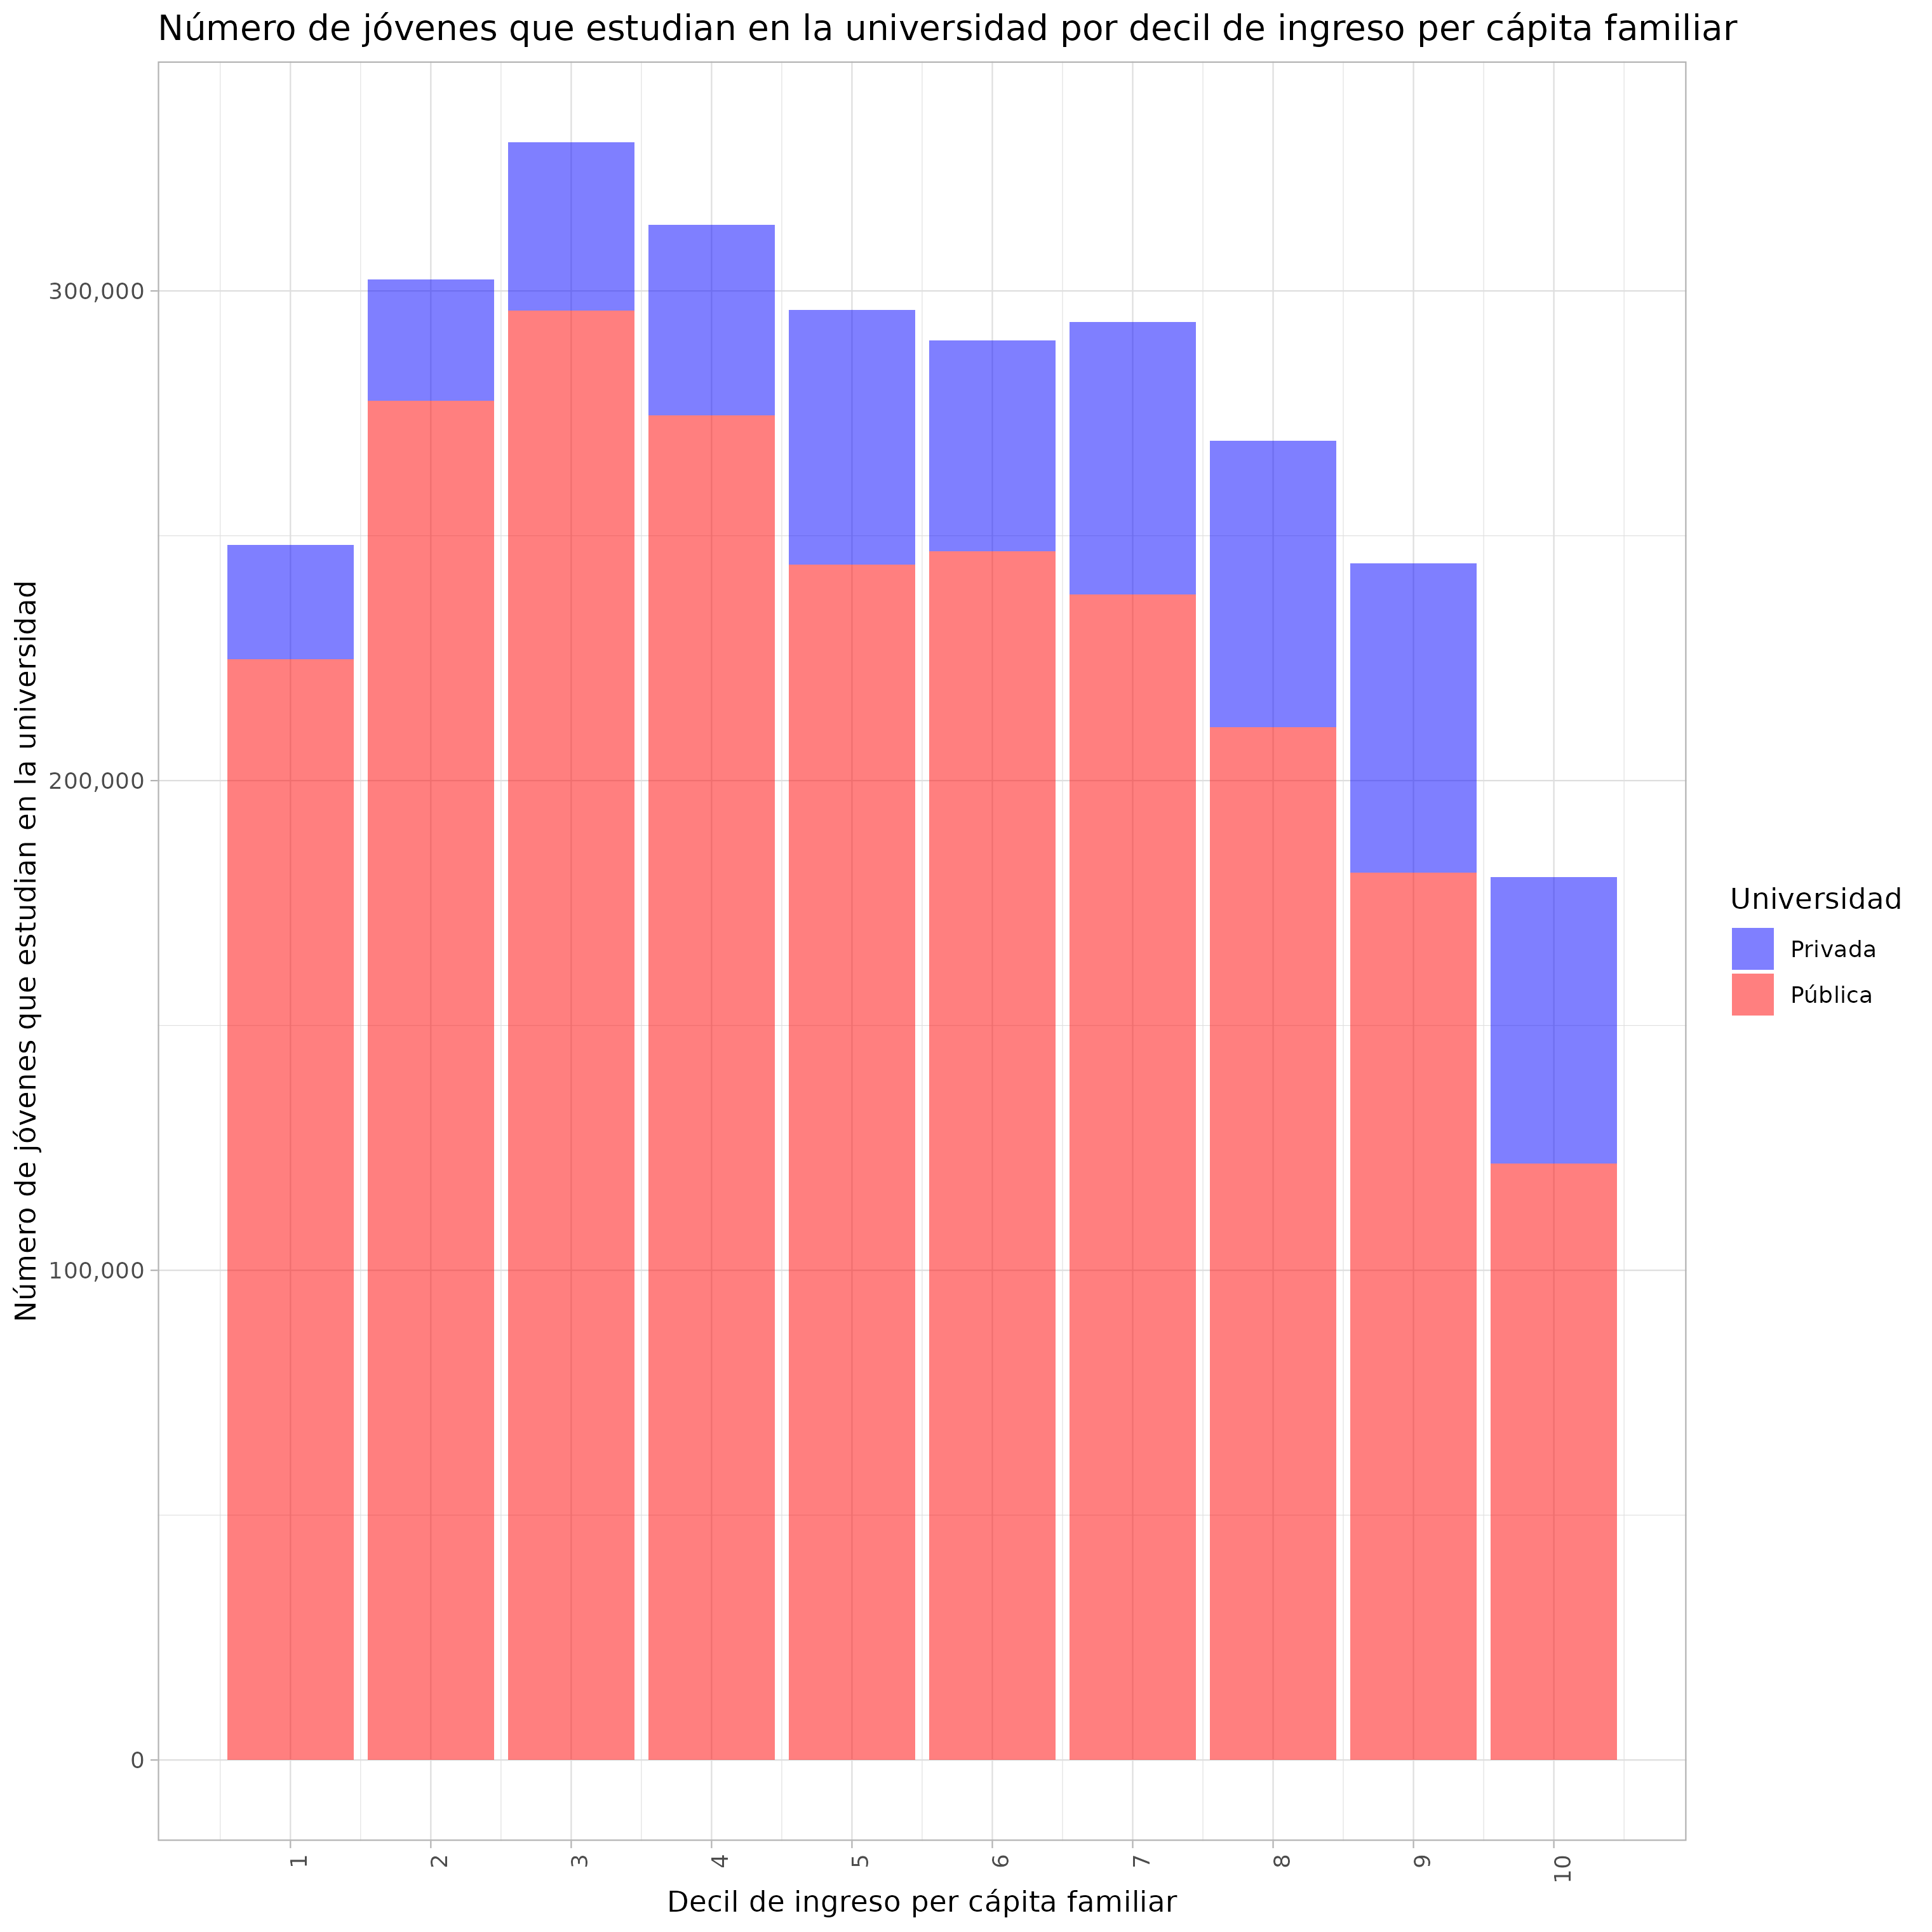 Número de jóvenes que estudian en la universidad por decil de ingreso per cápita familiar
Número de jóvenes que estudian en la universidad
300,000
200,000
100,000
0
1
2
3
4
5
6
7
8
9
10
Decil de ingreso per cápita familiar
Universidad
Privada
Pública